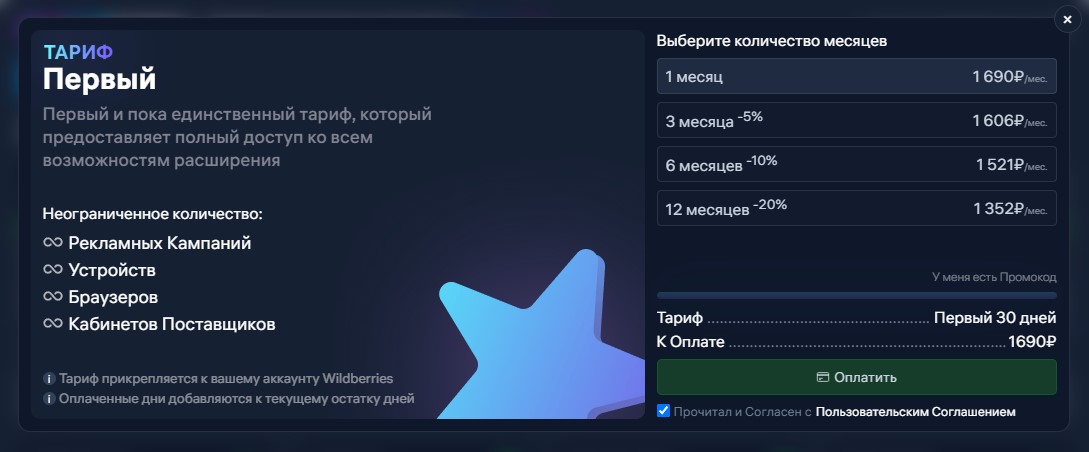 ТАРИФ
Первый
Первый и пока единственный тариф, который
предоставляет полный доступ ко всем
возможностям расширения
Неограниченное количество:
Рекламных Кампаний
Устройств
Браузеров
Кабинетов Поставщиков
Тариф прикрепляется к вашему аккаунту Wildberries
Оплаченные дни добавляются к текущему остатку дней
Выберите количество месяцев
1 месяц 1 690₽/мес.
3 месяца -5% 1 606₽/мес.
6 месяцев -10% 1 521₽/мес.
12 месяцев -20% 1 352₽/мес.
У меня есть Промокод
Тариф ........................................ Первый 30 дней
К Оплате ........................................ 1690₽
Оплатить
Прочитал и Согласен с Пользовательским Соглашением